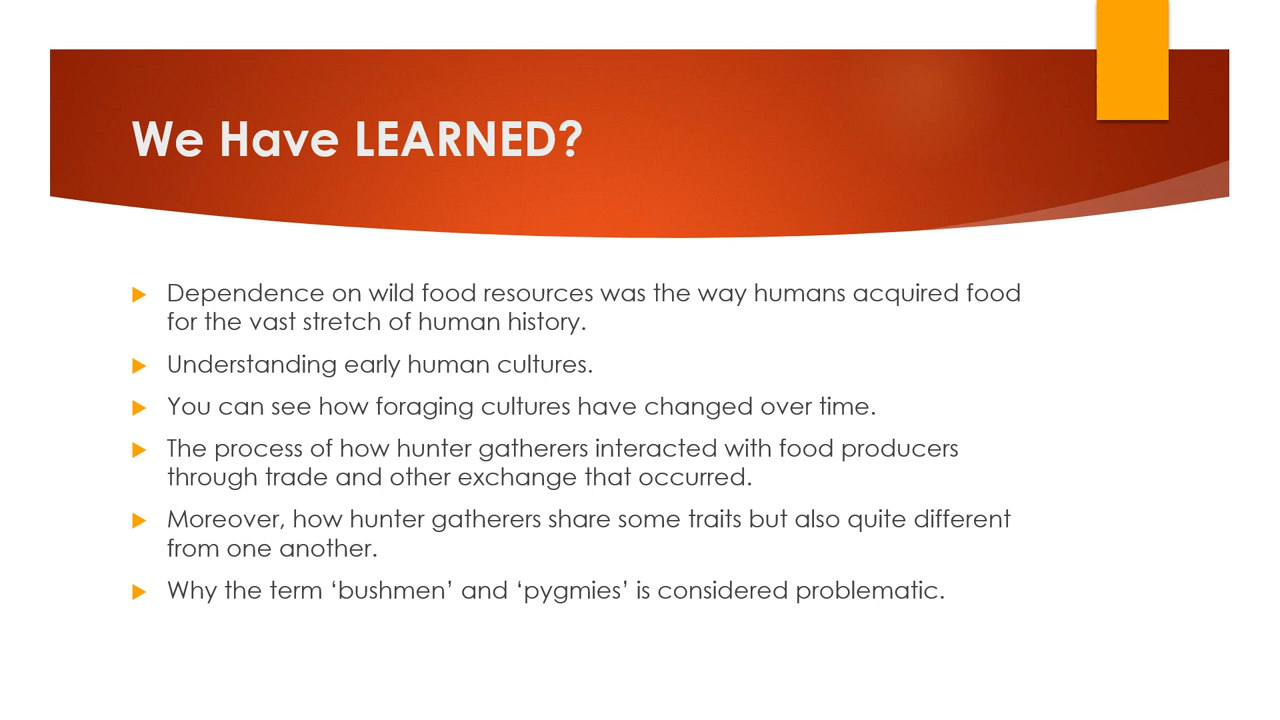 We Have LEARNED?
Dependence on wild food resources was the way humans acquired food
for the vast stretch of human history.
Understanding early human cultures.
You can see how foraging cultures have changed over time.
The process of how hunter gatherers interacted with food producers
through trade and other exchange that occurred.
Moreover, how hunter gatherers share some traits but also quite different
from one another.
Why the term ‘bushmen’ and ‘pygmies’ is considered problematic.